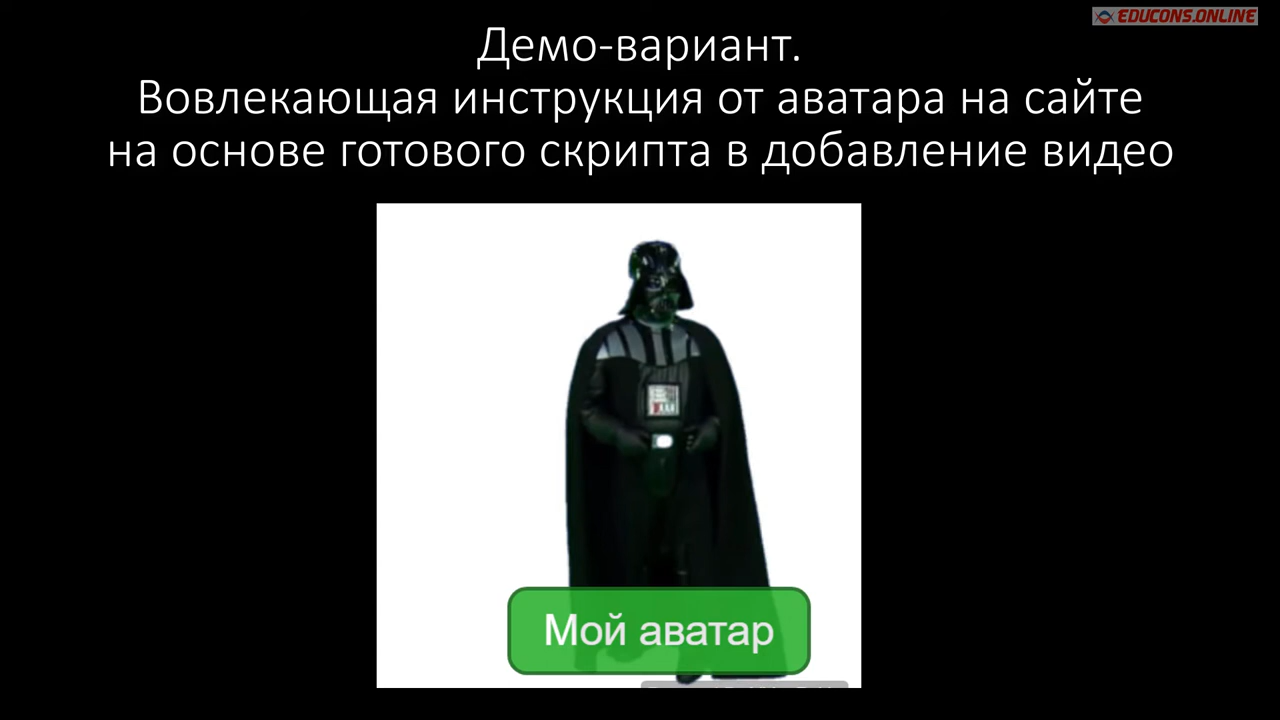 EDUCONS.ONLINE
Демо-вариант.
Вовлекающая инструкция от аватара на сайте
на основе готового скрипта в добавление видео
Мой аватар